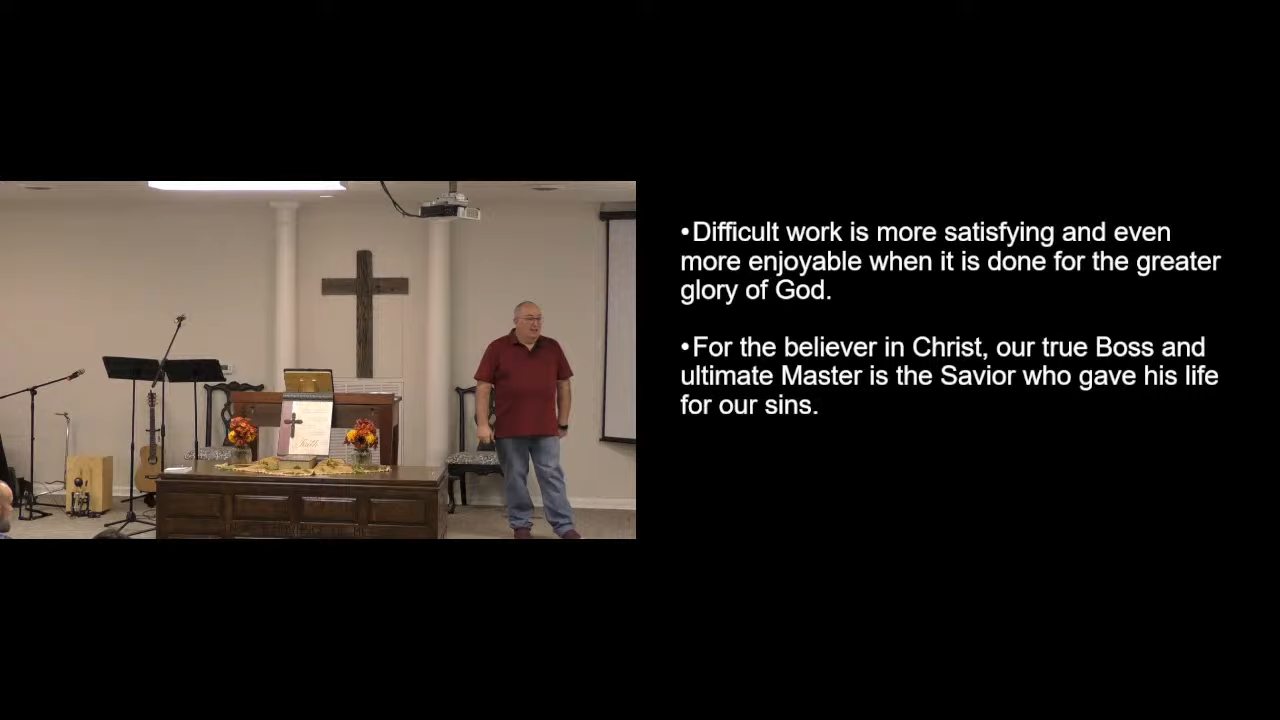 Faith
•Difficult work is more satisfying and even
more enjoyable when it is done for the greater
glory of God.
•For the believer in Christ, our true Boss and
ultimate Master is the Savior who gave his life
for our sins.